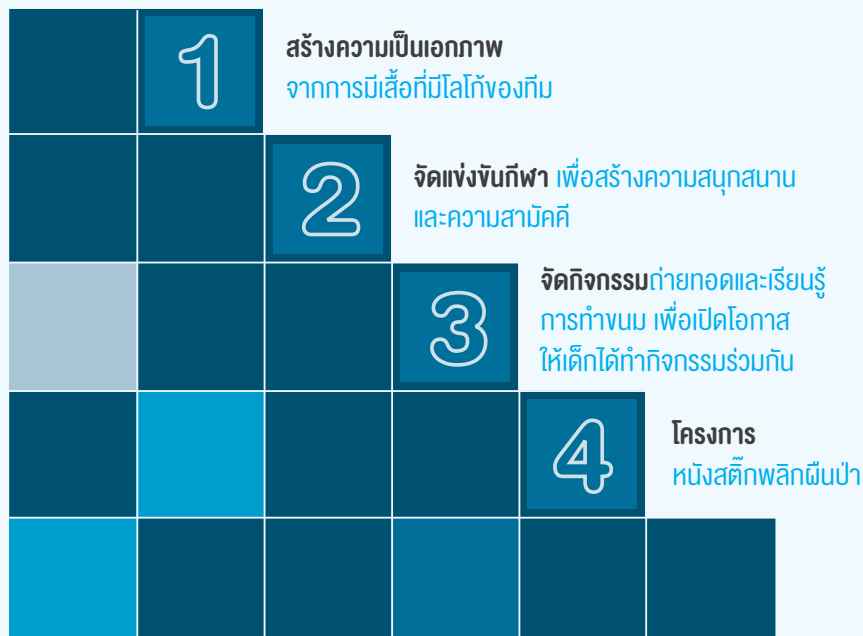 1
สร้างความเป็นเอกภาพ
จากการมีเสื้อที่มีโลโก้ของทีม
2
จัดแข่งขันกีฬา เพื่อสร้างความสนุกสนาน
และความสามัคคี
3
จัดกิจกรรมถ่ายทอดและเรียนรู้
การทำขนม เพื่อเปิดโอกาส
ให้เด็กได้ทำกิจกรรมร่วมกัน
4
โครงการ
หนังสติ๊กพลิกผืนป่า